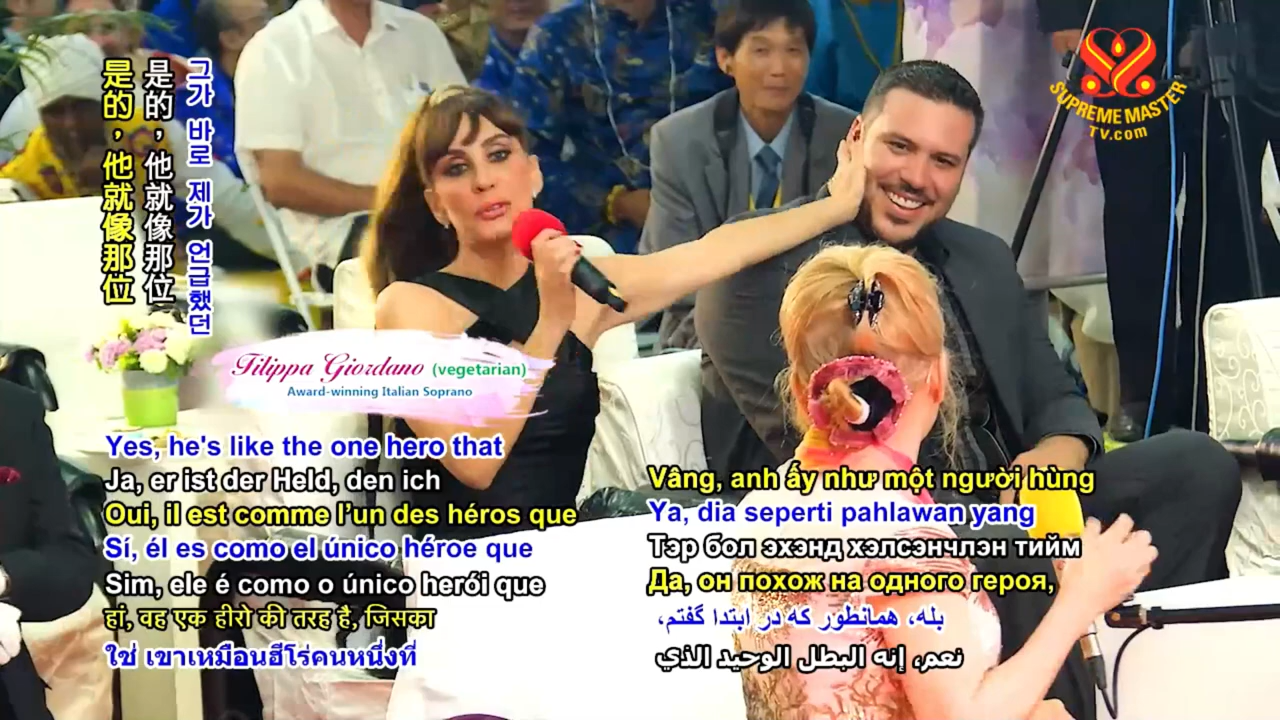 그가 바로 제가 언급했던
是的，他就像那位
是的，他就像那位
SUPREME MASTER
TV.com
Filippa Giordano (vegetarian)
Award-winning Italian Soprano
Yes, he's like the one hero that
Ja, er ist der Held, den ich
Oui, il est comme l'un des héros que
Sí, él es como el único héroe que
Sim, ele é como o único herói que
हां, वह एक हीरो की तरह है, जिसका
ใช่ เขาเหมือนฮีโร่คนหนึ่งที่
Vâng, anh ấy như một người hùng
Ya, dia seperti pahlawan yang
Тэр бол эхэнд хэлсэнчлэн тийм
Да, он похож на одного героя,
بله، همانطور که در ابتدا گفتم،
نعم، إنه البطل الوحيد الذي